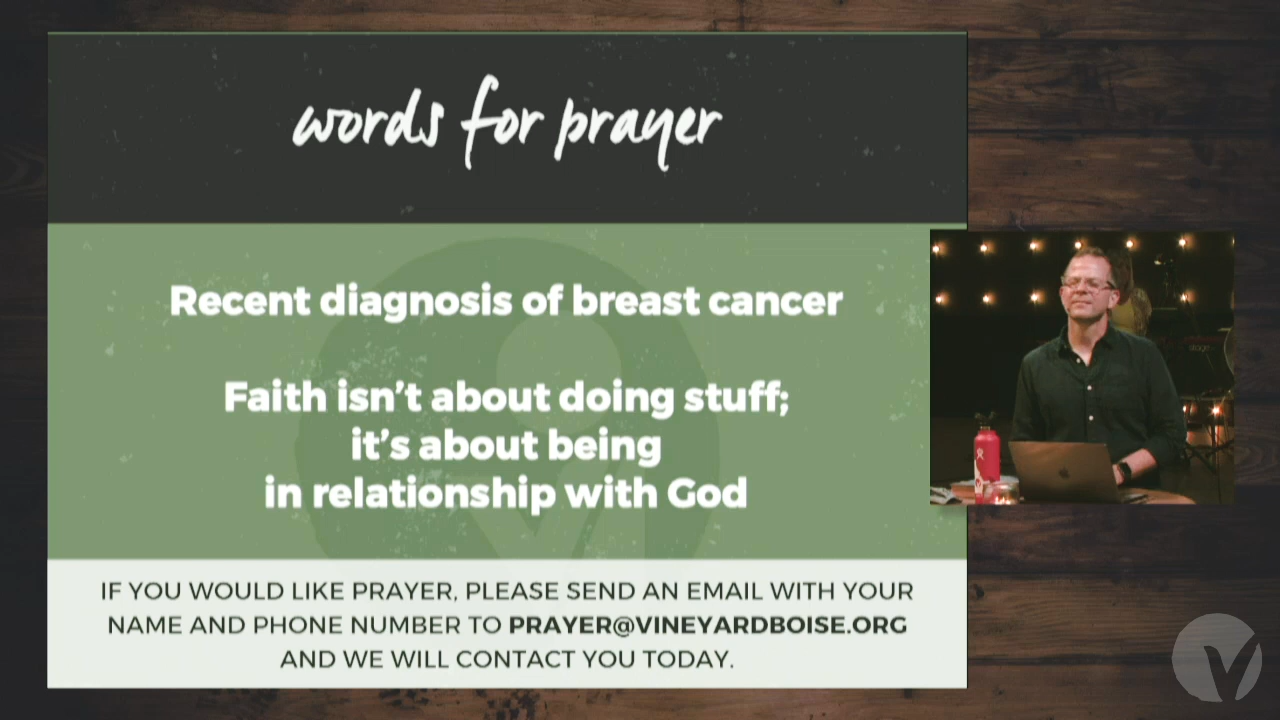 words for prayer
Recent diagnosis of breast cancer
Faith isn't about doing stuff;
it's about being
in relationship with God
IF YOU WOULD LIKE PRAYER, PLEASE SEND AN EMAIL WITH YOUR
NAME AND PHONE NUMBER TO PRAYER@VINEYARDBOISE.ORG
AND WE WILL CONTACT YOU TODAY.